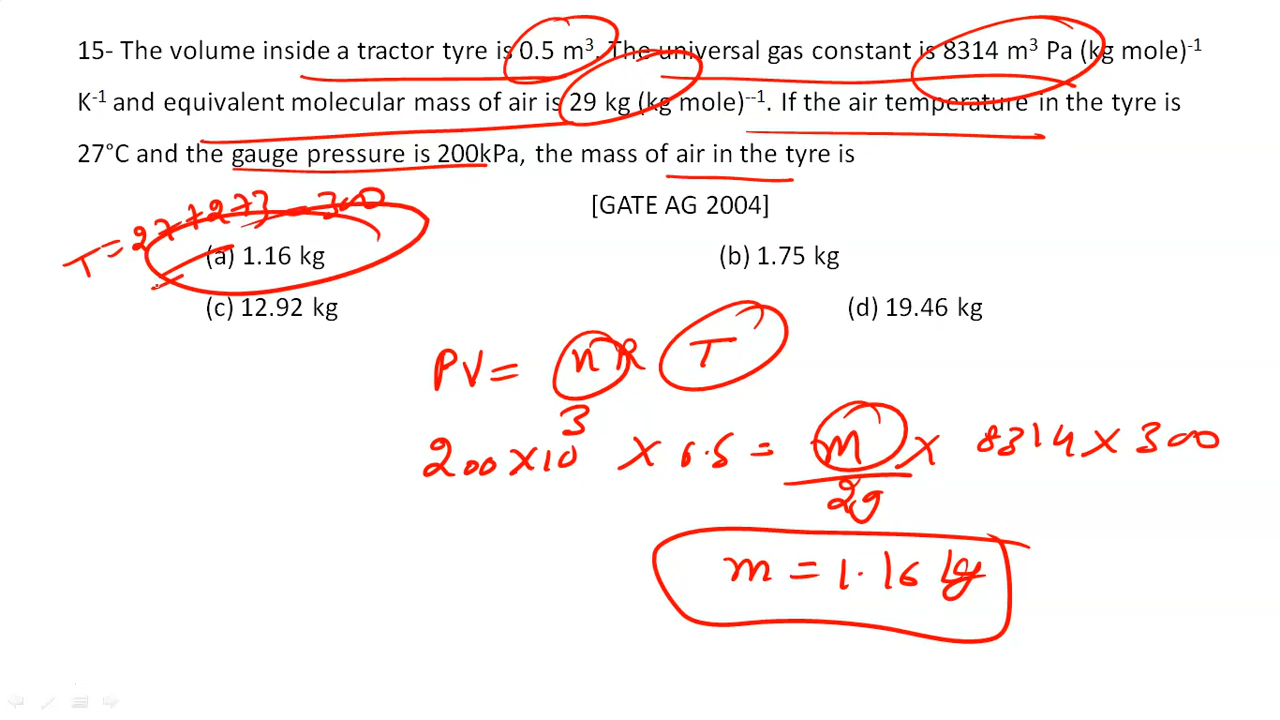 15- The volume inside a tractor tyre is 0.5 m³. The universal gas constant is 8314 m³ Pa (kg mole)⁻¹
K⁻¹ and equivalent molecular mass of air is 29 kg (kg mole)⁻⁻¹. If the air temperature in the tyre is
27°C and the gauge pressure is 200kPa, the mass of air in the tyre is
T = 27+273 = 300
[GATE AG 2004]
(a) 1.16 kg (b) 1.75 kg
(c) 12.92 kg (d) 19.46 kg
PV = nRT
200×10³ × 0.5 = m/29 × 8314×300
m = 1.16 kg